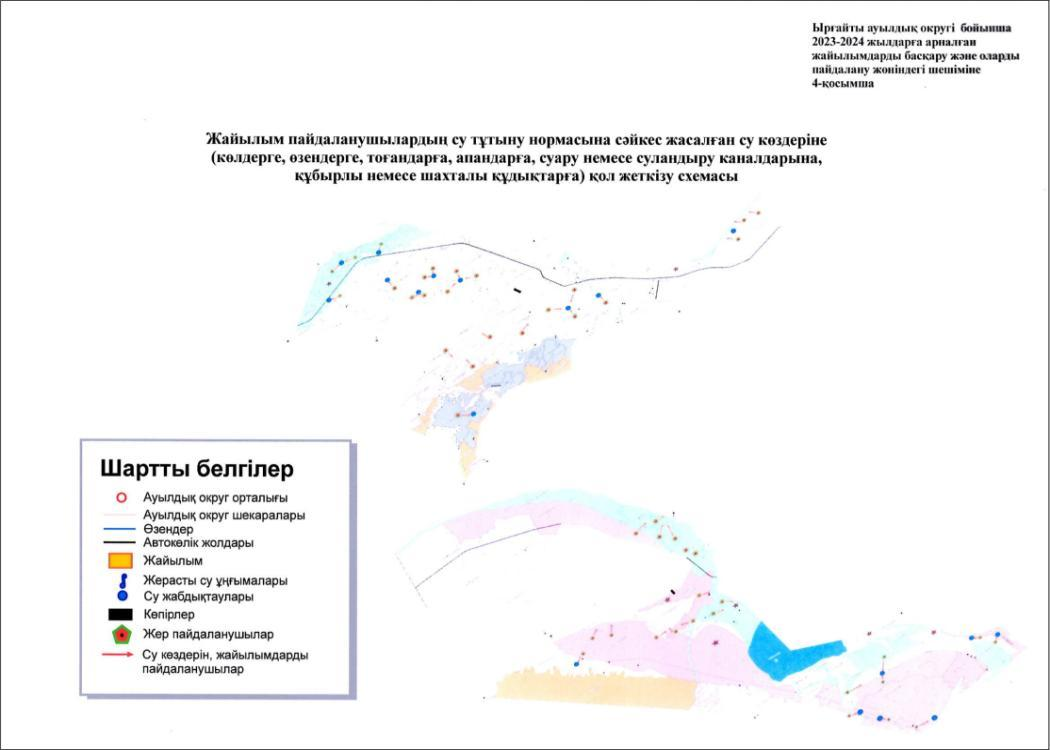 Ырғайты ауылдық округі бойынша
2023-2024 жылдарға арналған
жайылымдарды басқару және оларды
пайдалану жөніндегі шешіміне
4-қосымша
Жайылым пайдаланушылардың су тұтыну нормасына сәйкес жасалған су көздеріне
(көлдерге, өзендерге, тоғандарға, апандарға, суару немесе суландыру каналдарына,
құбырлы немесе шахталы құдықтарға) қол жеткізу схемасы
Шартты белгілер
Ауылдық округ орталығы
Ауылдық округ шекаралары
Өзендер
Автокөлік жолдары
Жайылым
Жерасты су ұңғымалары
Су жабдықтаулары
Көпірлер
Жер пайдаланушылар
Су көздерін, жайылымдарды
пайдаланушылар